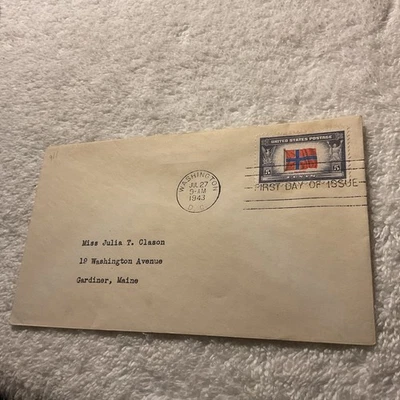 UNITED STATES POSTAGE
WASHINGTON
JUL 27
9-AM
1943
D.C.
FIRST DAY OF ISSUE
Miss Julia T. Clason
19 Washington Avenue
Gardiner, Maine